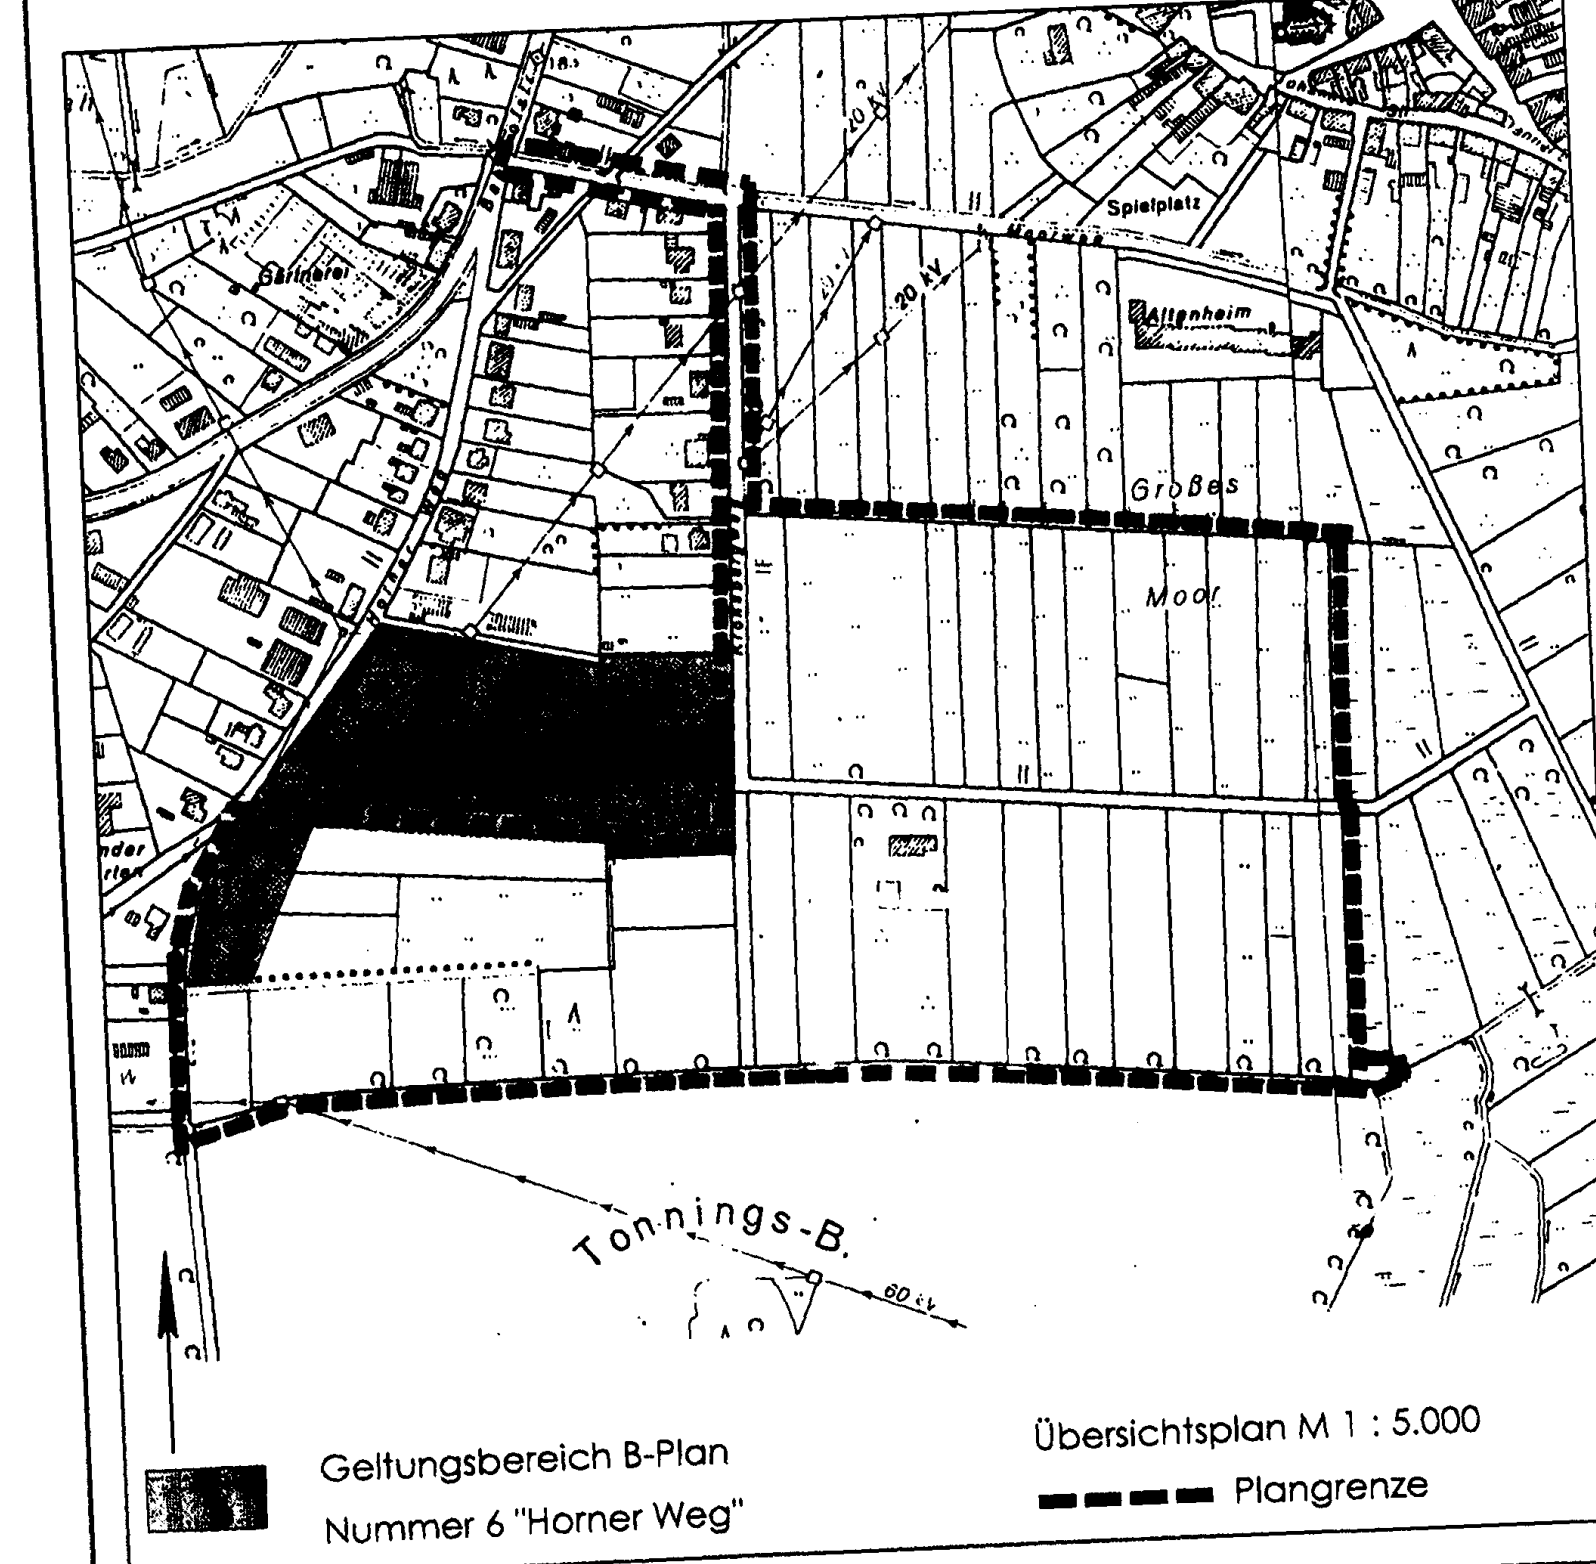 20 kV
Spielplatz
Moorweg
Gärtnerei
20 kV
Altenheim
Großes
Moor
Tonnings-B.
60 kV
Geltungsbereich B-Plan
Nummer 6 "Horner Weg"
Übersichtsplan M 1 : 5.000
Plangrenze